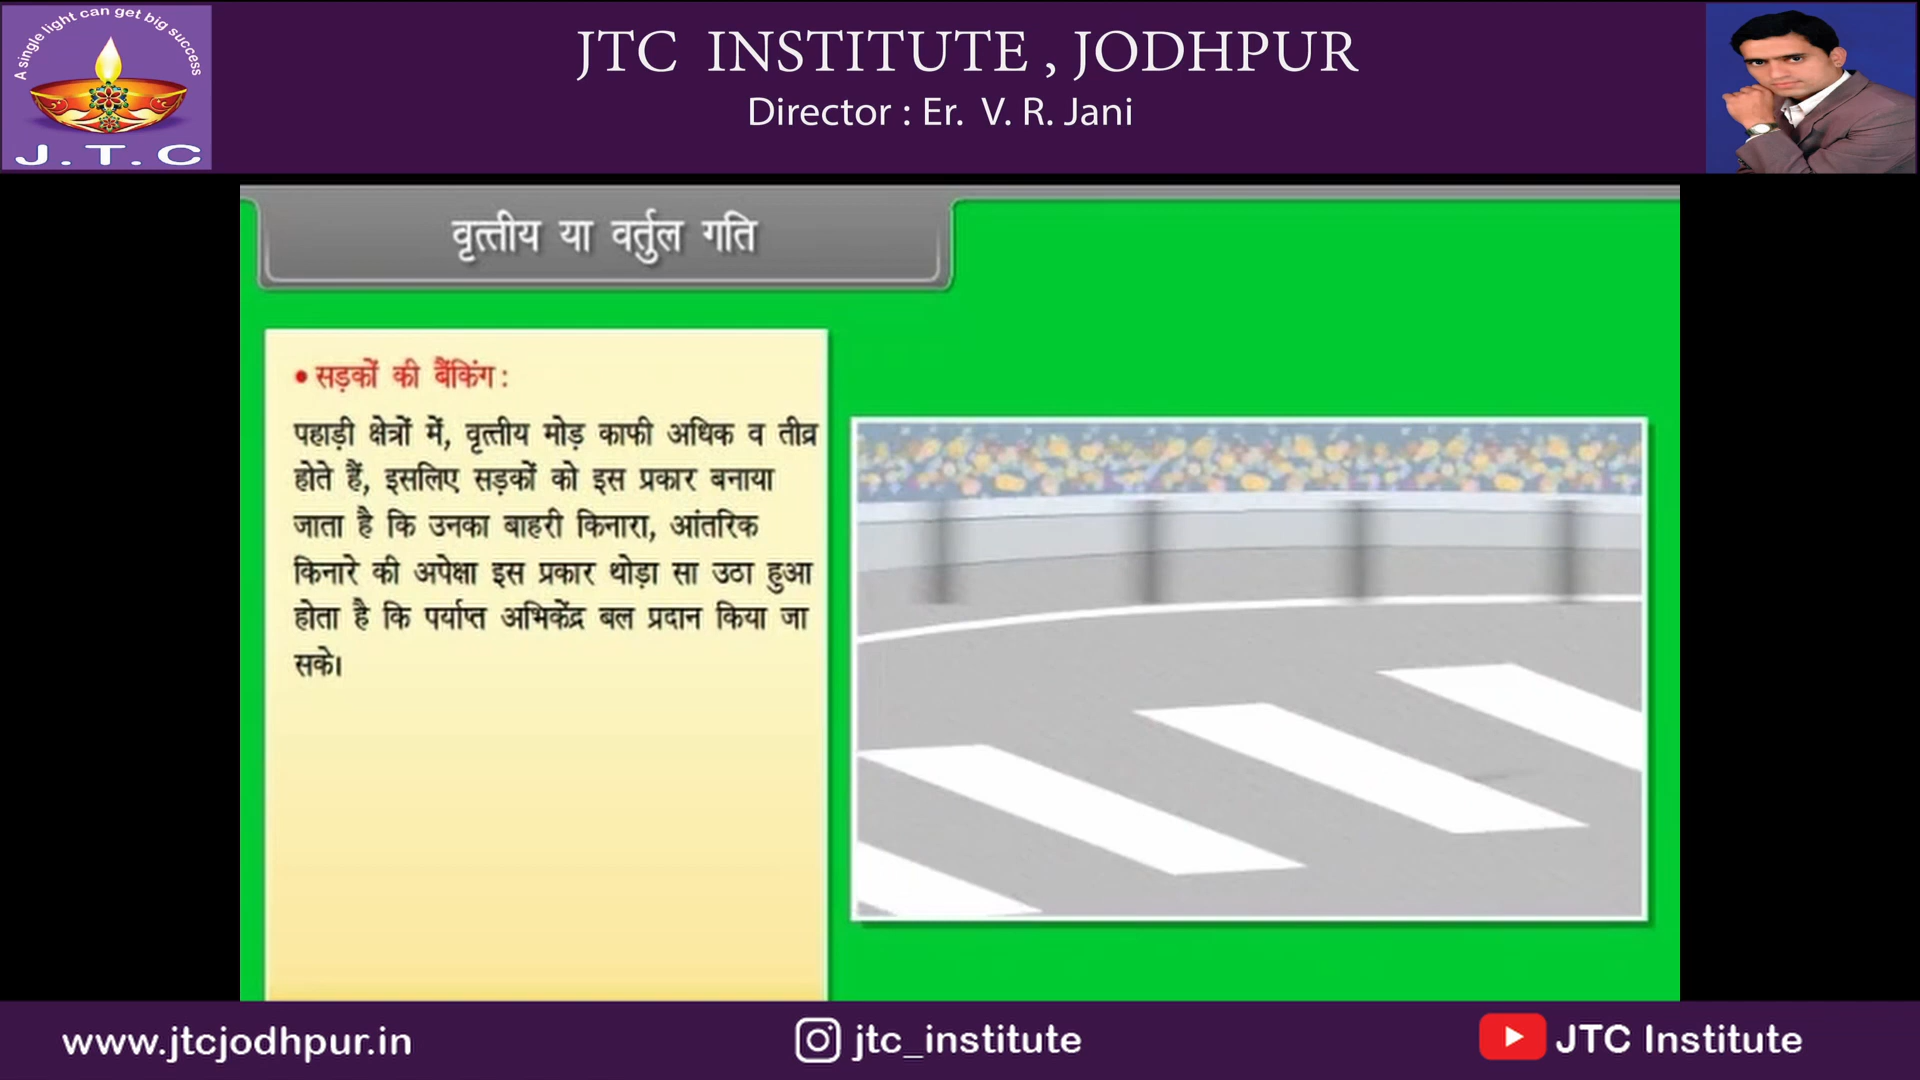 A single light can get big success
J.T.C
JTC INSTITUTE , JODHPUR
Director : Er. V. R. Jani
वृत्तीय या वर्तुल गति
• सड़कों की बैंकिंग :
पहाड़ी क्षेत्रों में, वृत्तीय मोड़ काफी अधिक व तीव्र
होते हैं, इसलिए सड़कों को इस प्रकार बनाया
जाता है कि उनका बाहरी किनारा, आंतरिक
किनारे की अपेक्षा इस प्रकार थोड़ा सा उठा हुआ
होता है कि पर्याप्त अभिकेंद्र बल प्रदान किया जा
सके।
www.jtcjodhpur.in
jtc_institute
JTC Institute